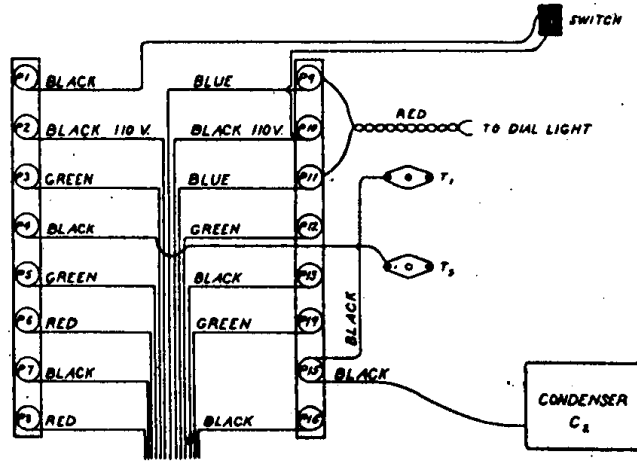 SWITCH
P1 BLACK BLUE P9
RED
P2 BLACK 110 V. BLACK 110V. P10 TO DIAL LIGHT
P3 GREEN BLUE P11 T1
P4 BLACK GREEN P12
P5 GREEN BLACK P13
P6 RED GREEN P14
BLACK
P7 BLACK P15 BLACK
CONDENSER
C2
P8 RED BLACK P16